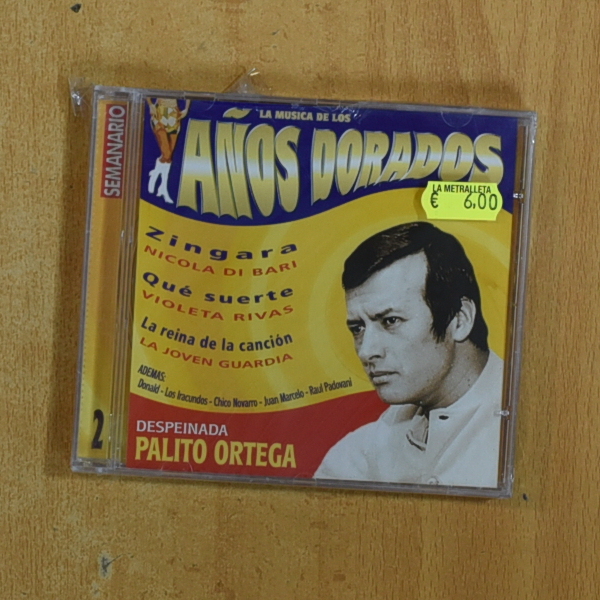 SEMANARIO
LA MUSICA DE LOS
AÑOS DORADOS
LA METRALLETA
€ 6,00
Zingara
NICOLA DI BARI
Qué suerte
VIOLETA RIVAS
La reina de la canción
LA JOVEN GUARDIA
ADEMAS:
Donald - Los Iracundos - Chico Novarro - Juan Marcelo - Raul Padovani
2
DESPEINADA
PALITO ORTEGA